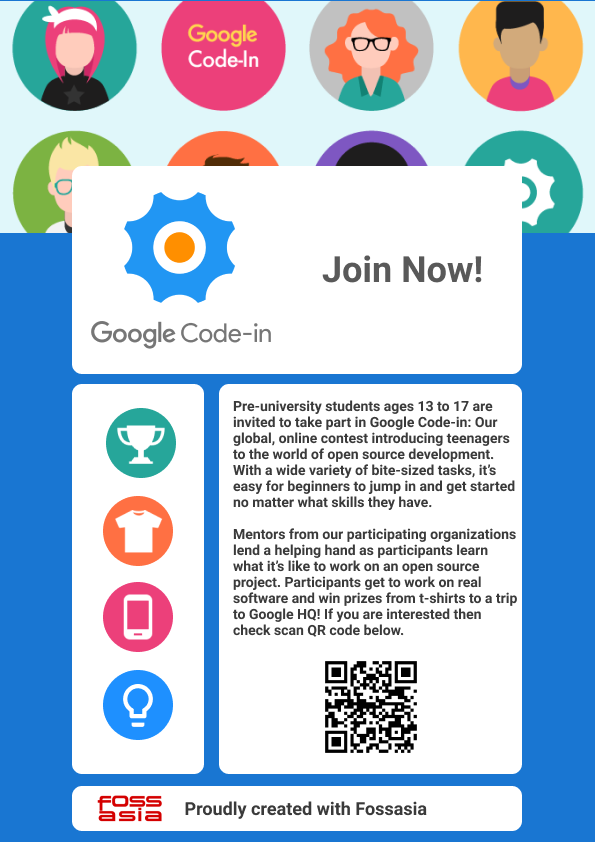 Google
Code-In
Join Now!
Google Code-in
Pre-university students ages 13 to 17 are
invited to take part in Google Code-in: Our
global, online contest introducing teenagers
to the world of open source development.
With a wide variety of bite-sized tasks, it's
easy for beginners to jump in and get started
no matter what skills they have.
Mentors from our participating organizations
lend a helping hand as participants learn
what it's like to work on an open source
project. Participants get to work on real
software and win prizes from t-shirts to a trip
to Google HQ! If you are interested then
check scan QR code below.
FOSS
asia
Proudly created with Fossasia